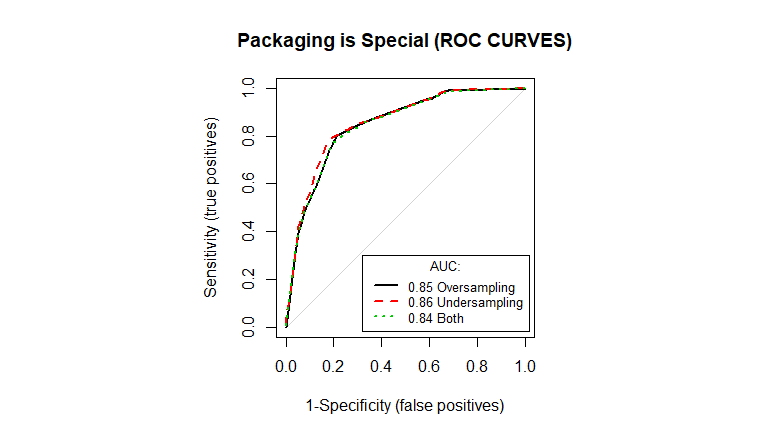 Packaging is Special (ROC CURVES)
Sensitivity (true positives)
1.0
0.8
0.6
0.4
0.2
0.0
AUC:
0.85 Oversampling
0.86 Undersampling
0.84 Both
0.0 0.2 0.4 0.6 0.8 1.0
1-Specificity (false positives)